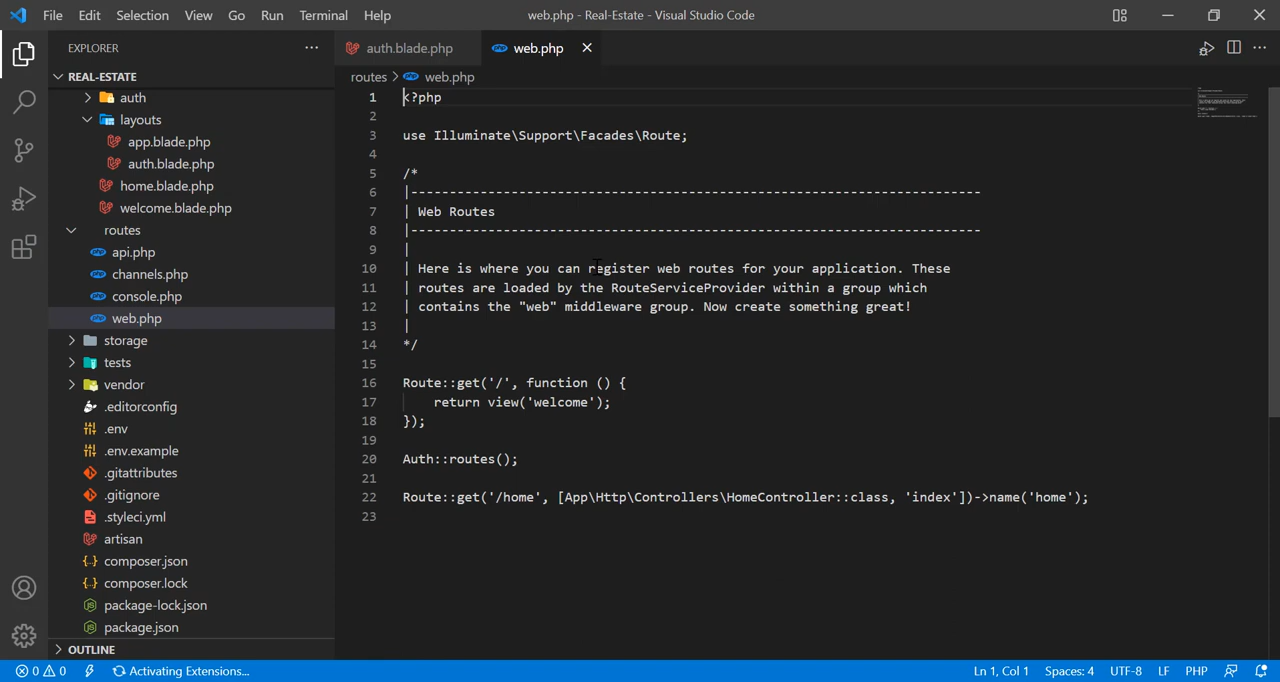 File Edit Selection View Go Run Terminal Help web.php - Real-Estate - Visual Studio Code
EXPLORER
REAL-ESTATE
auth
layouts
app.blade.php
auth.blade.php
home.blade.php
welcome.blade.php
routes
api.php
channels.php
console.php
web.php
storage
tests
vendor
.editorconfig
.env
.env.example
.gitattributes
.gitignore
.styleci.yml
artisan
composer.json
composer.lock
package-lock.json
package.json
OUTLINE
auth.blade.php web.php
routes > web.php
1 <?php
2
3 use Illuminate\Support\Facades\Route;
4
5 /*
6 |--------------------------------------------------------------------------
7 | Web Routes
8 |--------------------------------------------------------------------------
9 |
10 | Here is where you can register web routes for your application. These
11 | routes are loaded by the RouteServiceProvider within a group which
12 | contains the "web" middleware group. Now create something great!
13 |
14 */
15
16 Route::get('/', function () {
17 return view('welcome');
18 });
19
20 Auth::routes();
21
22 Route::get('/home', [App\Http\Controllers\HomeController::class, 'index'])->name('home');
23
0 0 Activating Extensions... Ln 1, Col 1 Spaces: 4 UTF-8 LF PHP